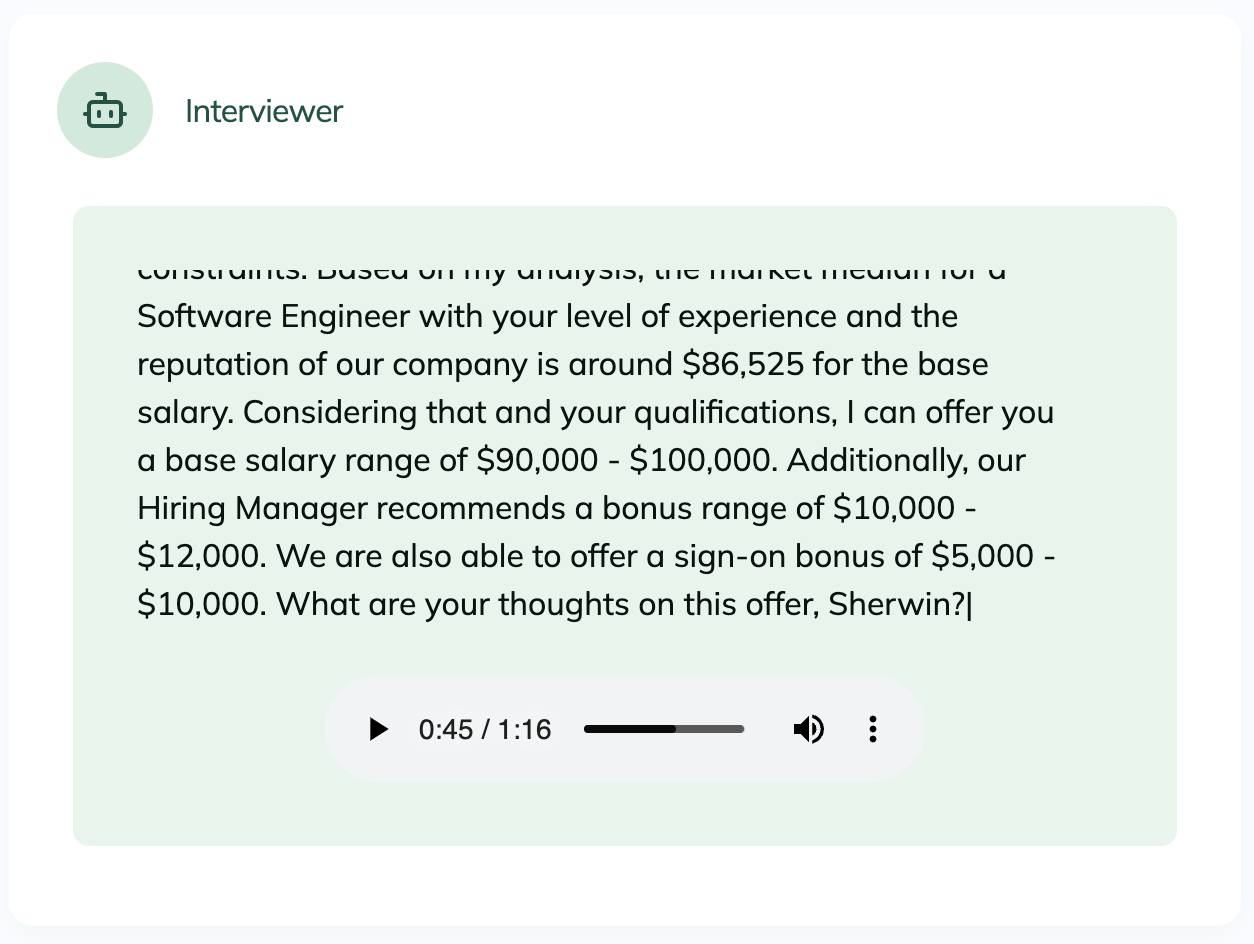 Interviewer
constraints. Based on my analysis, the market median for a
Software Engineer with your level of experience and the
reputation of our company is around $86,525 for the base
salary. Considering that and your qualifications, I can offer you
a base salary range of $90,000 - $100,000. Additionally, our
Hiring Manager recommends a bonus range of $10,000 -
$12,000. We are also able to offer a sign-on bonus of $5,000 -
$10,000. What are your thoughts on this offer, Sherwin?|
0:45 / 1:16